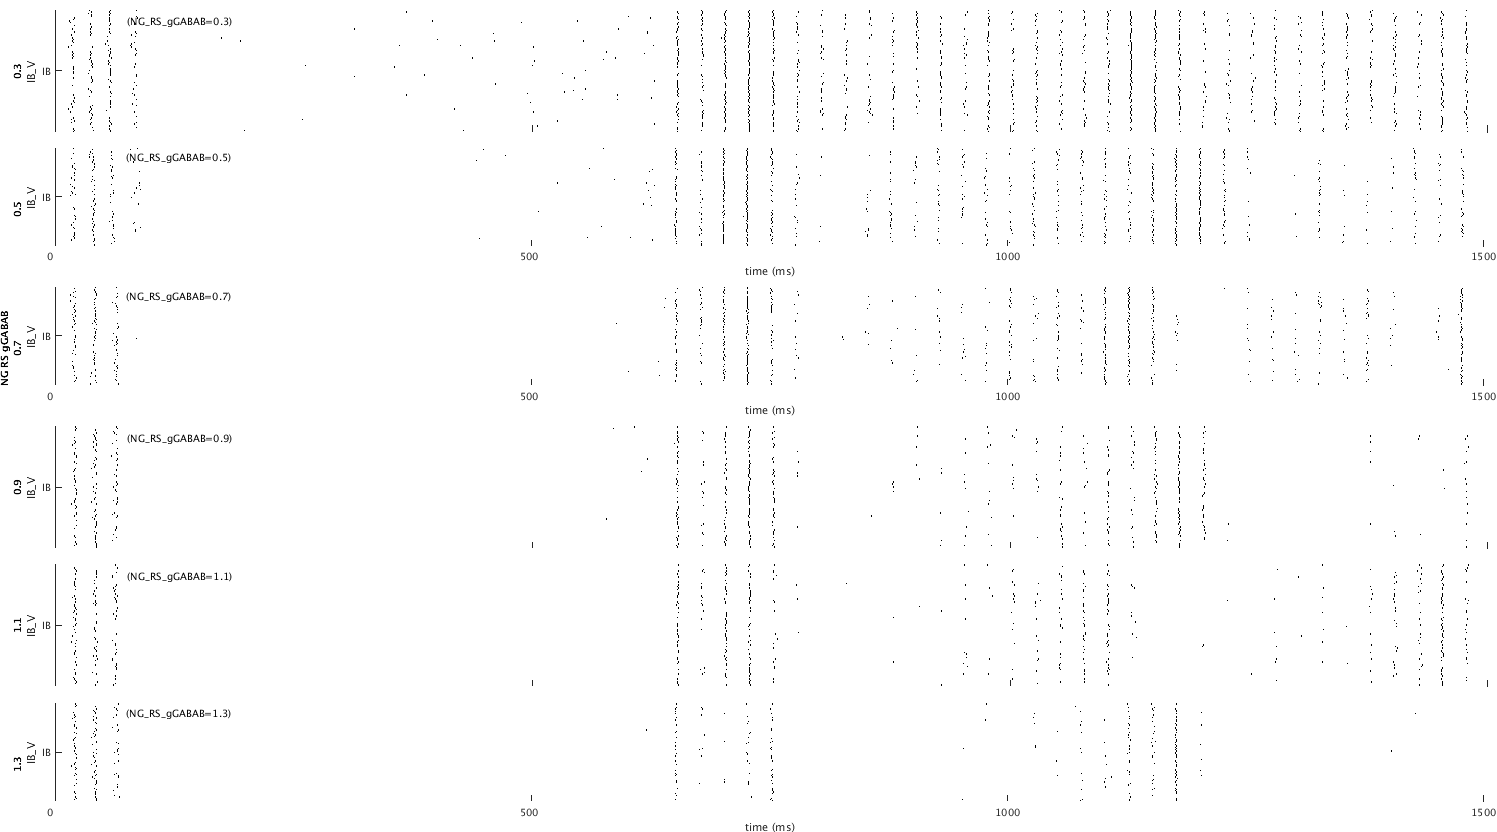 (NG_RS_gGABAB=0.3)
0.3
IB_V
IB
(NG_RS_gGABAB=0.5)
0.5
IB_V
IB
0 500 1000 1500
time (ms)
NG RS gGABAB
(NG_RS_gGABAB=0.7)
0.7
IB_V
IB
0 500 1000 1500
time (ms)
(NG_RS_gGABAB=0.9)
0.9
IB_V
IB
(NG_RS_gGABAB=1.1)
1.1
IB_V
IB
(NG_RS_gGABAB=1.3)
1.3
IB_V
IB
0 500 1000 1500
time (ms)